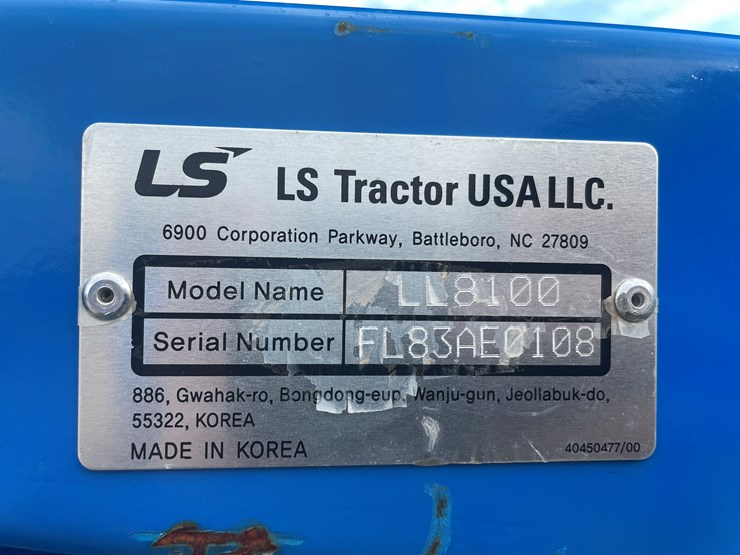 LS LS Tractor USA LLC.
6900 Corporation Parkway, Battleboro, NC 27809
Model Name LL8100
Serial Number FL83AE0108
886, Gwahak-ro, Bongdong-eup, Wanju-gun, Jeollabuk-do,
55322, KOREA
MADE IN KOREA 40450477/00